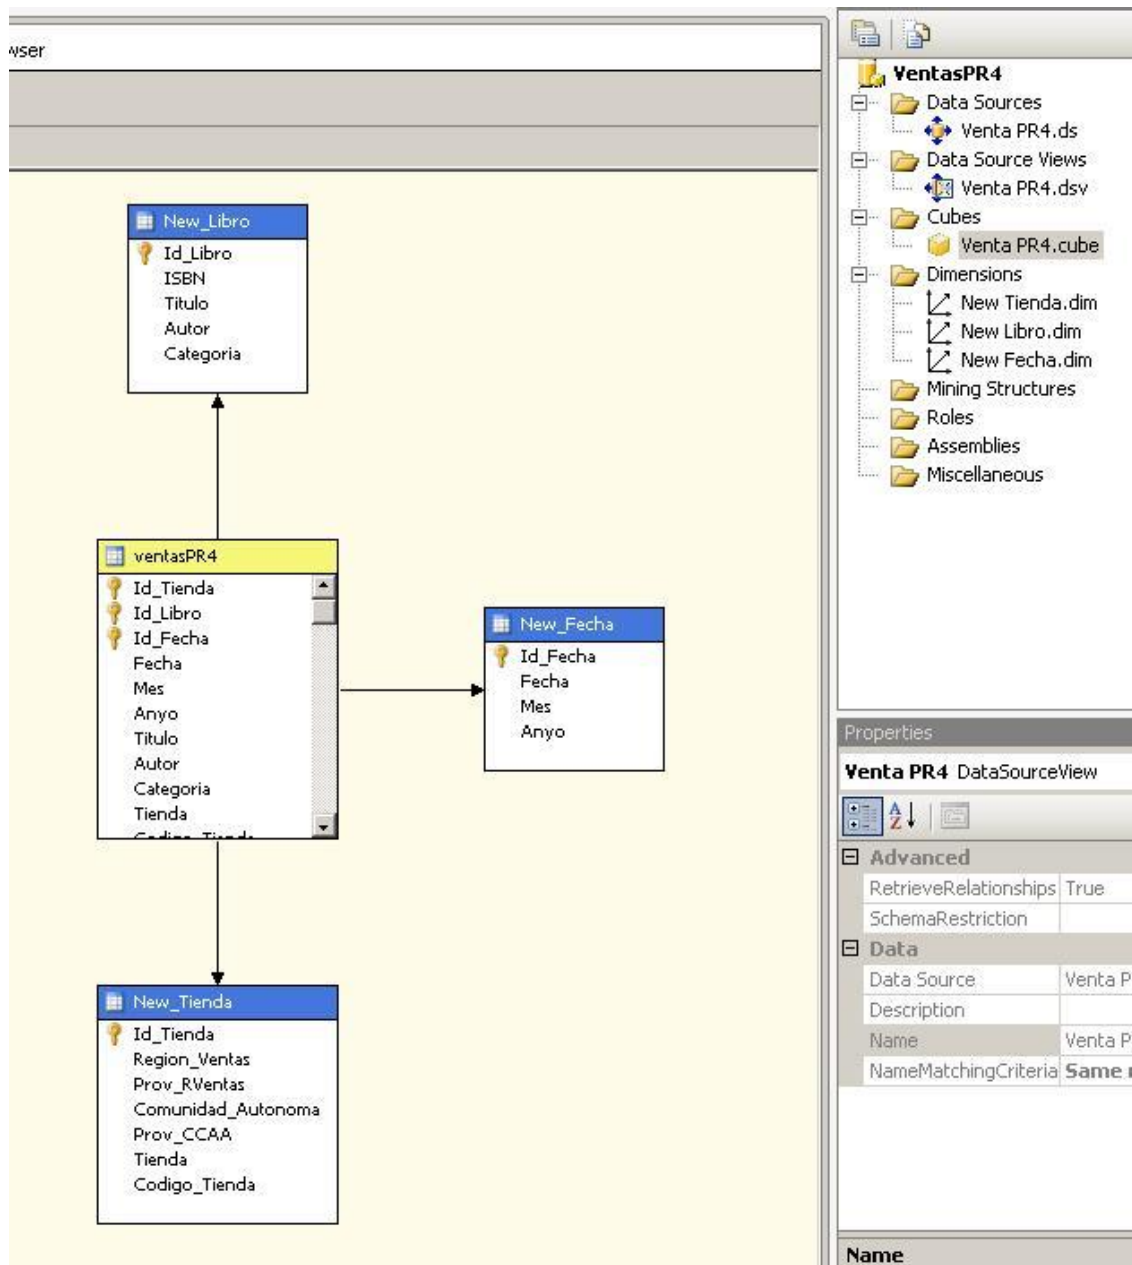 wser
New_Libro
Id_Libro
ISBN
Titulo
Autor
Categoria
ventasPR4
Id_Tienda
Id_Libro
Id_Fecha
Fecha
Mes
Anyo
Titulo
Autor
Categoria
Tienda
Codigo_Tienda
New_Fecha
Id_Fecha
Fecha
Mes
Anyo
New_Tienda
Id_Tienda
Region_Ventas
Prov_RVentas
Comunidad_Autonoma
Prov_CCAA
Tienda
Codigo_Tienda
VentasPR4
Data Sources
Venta PR4.ds
Data Source Views
Venta PR4.dsv
Cubes
Venta PR4.cube
Dimensions
New Tienda.dim
New Libro.dim
New Fecha.dim
Mining Structures
Roles
Assemblies
Miscellaneous
Properties
Venta PR4 DataSourceView
Advanced
RetrieveRelationships True
SchemaRestriction
Data
Data Source Venta P
Description
Name Venta P
NameMatchingCriteria Same
Name